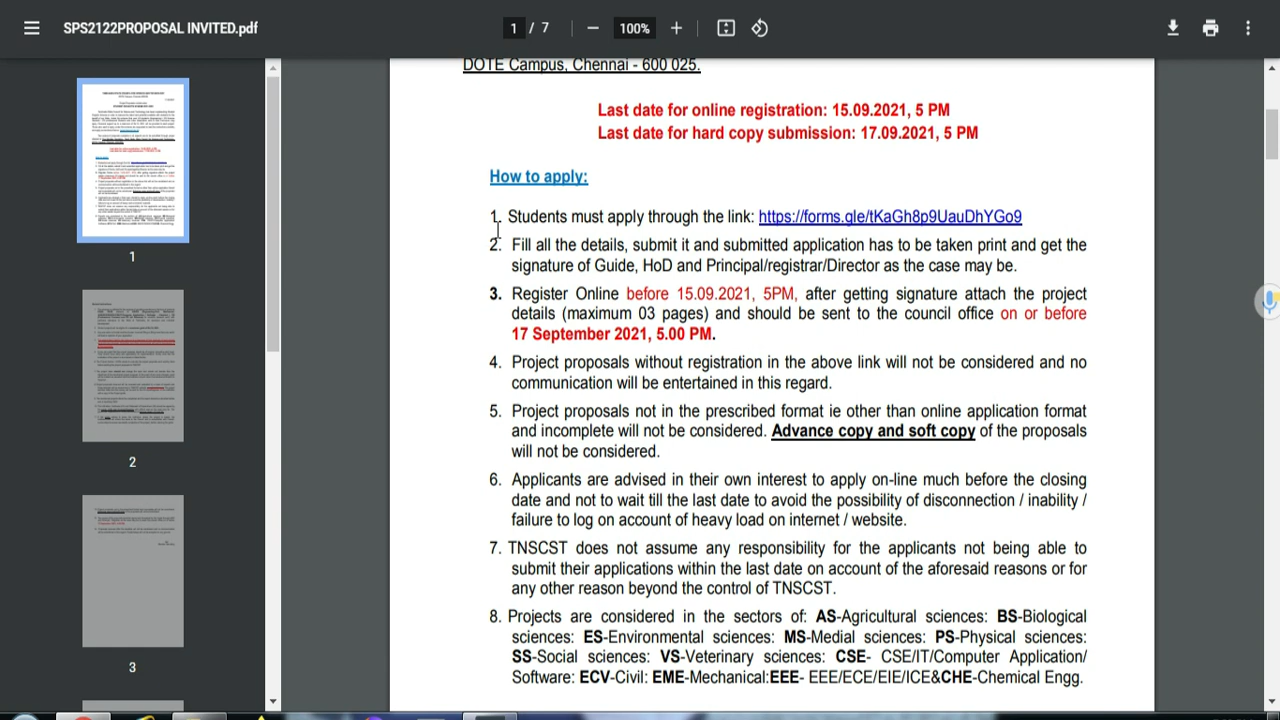 SPS2122PROPOSAL INVITED.pdf
1 / 7
100%
DOTE Campus, Chennai - 600 025.
Last date for online registration: 15.09.2021, 5 PM
Last date for hard copy submission: 17.09.2021, 5 PM
How to apply:
1. Students must apply through the link: https://forms.gle/tKaGh8p9UauDhYGo9
2. Fill all the details, submit it and submitted application has to be taken print and get the
signature of Guide, HoD and Principal/registrar/Director as the case may be.
3. Register Online before 15.09.2021, 5PM, after getting signature attach the project
details (maximum 03 pages) and should be sent to the council office on or before
17 September 2021, 5.00 PM.
4. Project proposals without registration in the above link will not be considered and no
communication will be entertained in this regard.
5. Project proposals not in the prescribed format / other than online application format
and incomplete will not be considered. Advance copy and soft copy of the proposals
will not be considered.
6. Applicants are advised in their own interest to apply on-line much before the closing
date and not to wait till the last date to avoid the possibility of disconnection / inability /
failure to log on account of heavy load on internet / website.
7. TNSCST does not assume any responsibility for the applicants not being able to
submit their applications within the last date on account of the aforesaid reasons or for
any other reason beyond the control of TNSCST.
8. Projects are considered in the sectors of: AS-Agricultural sciences: BS-Biological
sciences: ES-Environmental sciences: MS-Medial sciences: PS-Physical sciences:
SS-Social sciences: VS-Veterinary sciences: CSE- CSE/IT/Computer Application/
Software: ECV-Civil: EME-Mechanical:EEE- EEE/ECE/EIE/ICE&CHE-Chemical Engg.
1
2
3